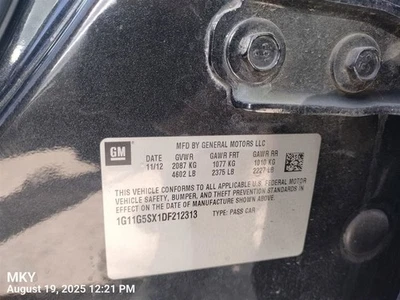 GM
MFD BY GENERAL MOTORS LLC
DATE GVWR GAWR FRT GAWR RR
11/12 2087 KG 1077 KG 1010 KG
4602 LB 2375 LB 2227 LB
THIS VEHICLE CONFORMS TO ALL APPLICABLE U.S. FEDERAL MOTOR
VEHICLE SAFETY, BUMPER, AND THEFT PREVENTION STANDARDS
IN EFFECT ON THE DATE OF MANUFACTURE SHOWN ABOVE.
1G11G5SX1DF212313 TYPE: PASS CAR
MKY
August 19, 2025 12:21 PM